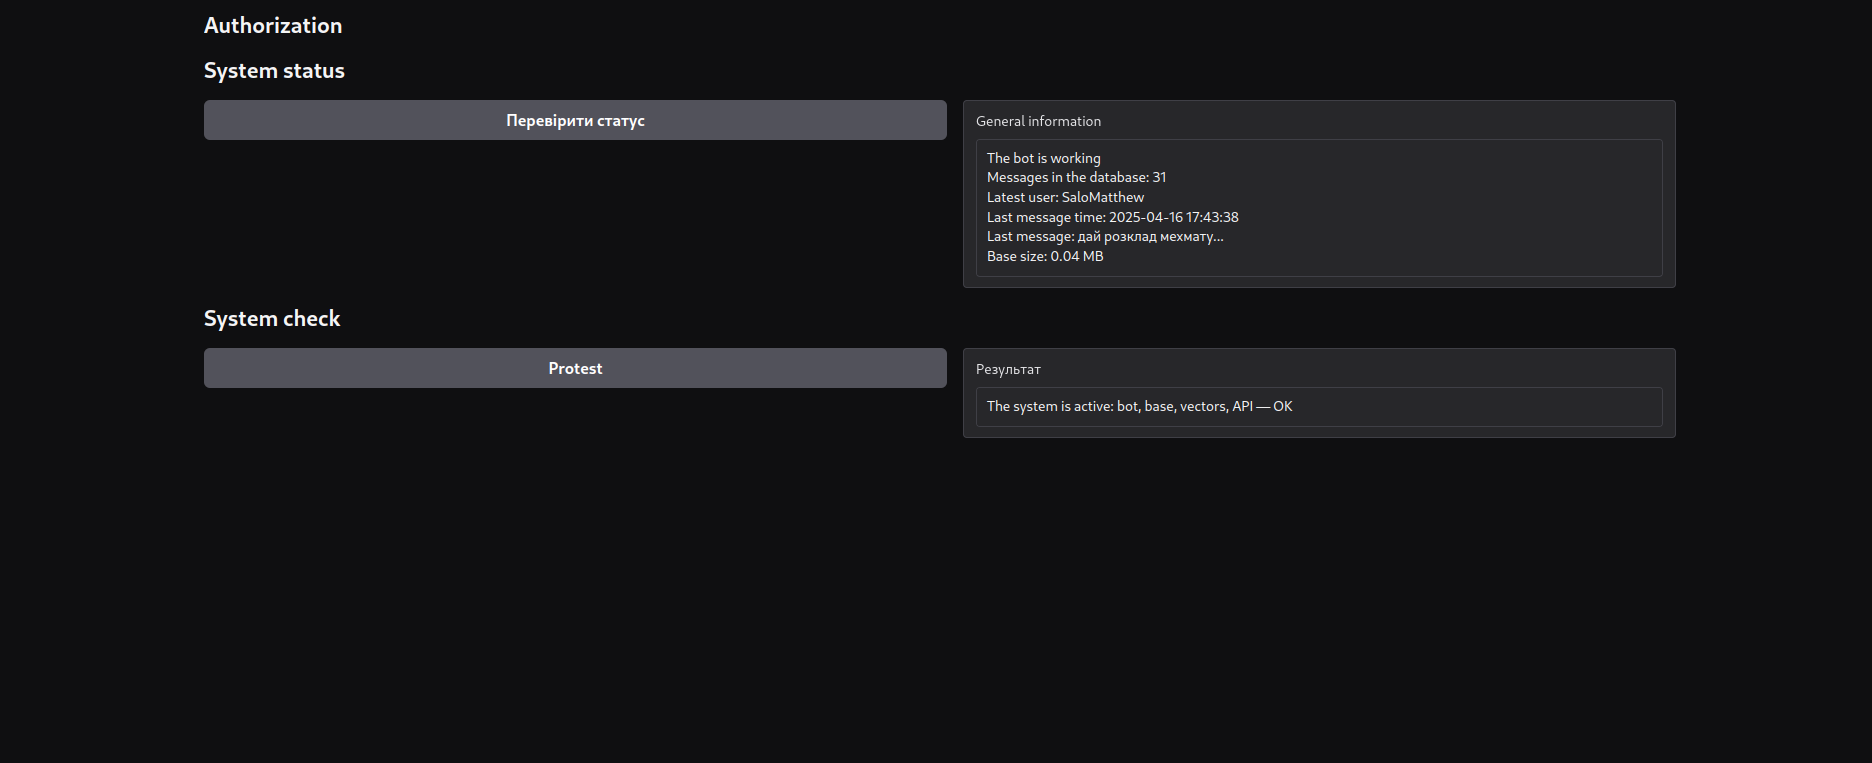 Authorization
System status
Перевірити статус
General information
The bot is working
Messages in the database: 31
Latest user: SaloMatthew
Last message time: 2025-04-16 17:43:38
Last message: дай розклад мехмату...
Base size: 0.04 MB
System check
Protest
Результат
The system is active: bot, base, vectors, API — OK